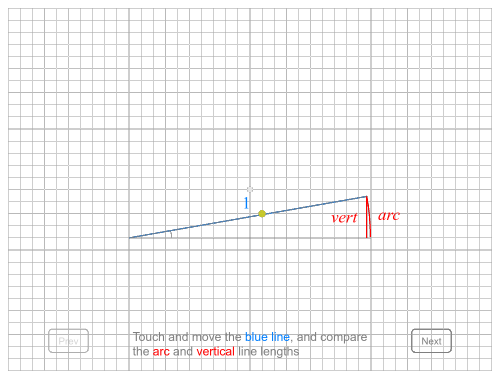 1
vert arc
Prev
Touch and move the blue line, and compare
the arc and vertical line lengths
Next